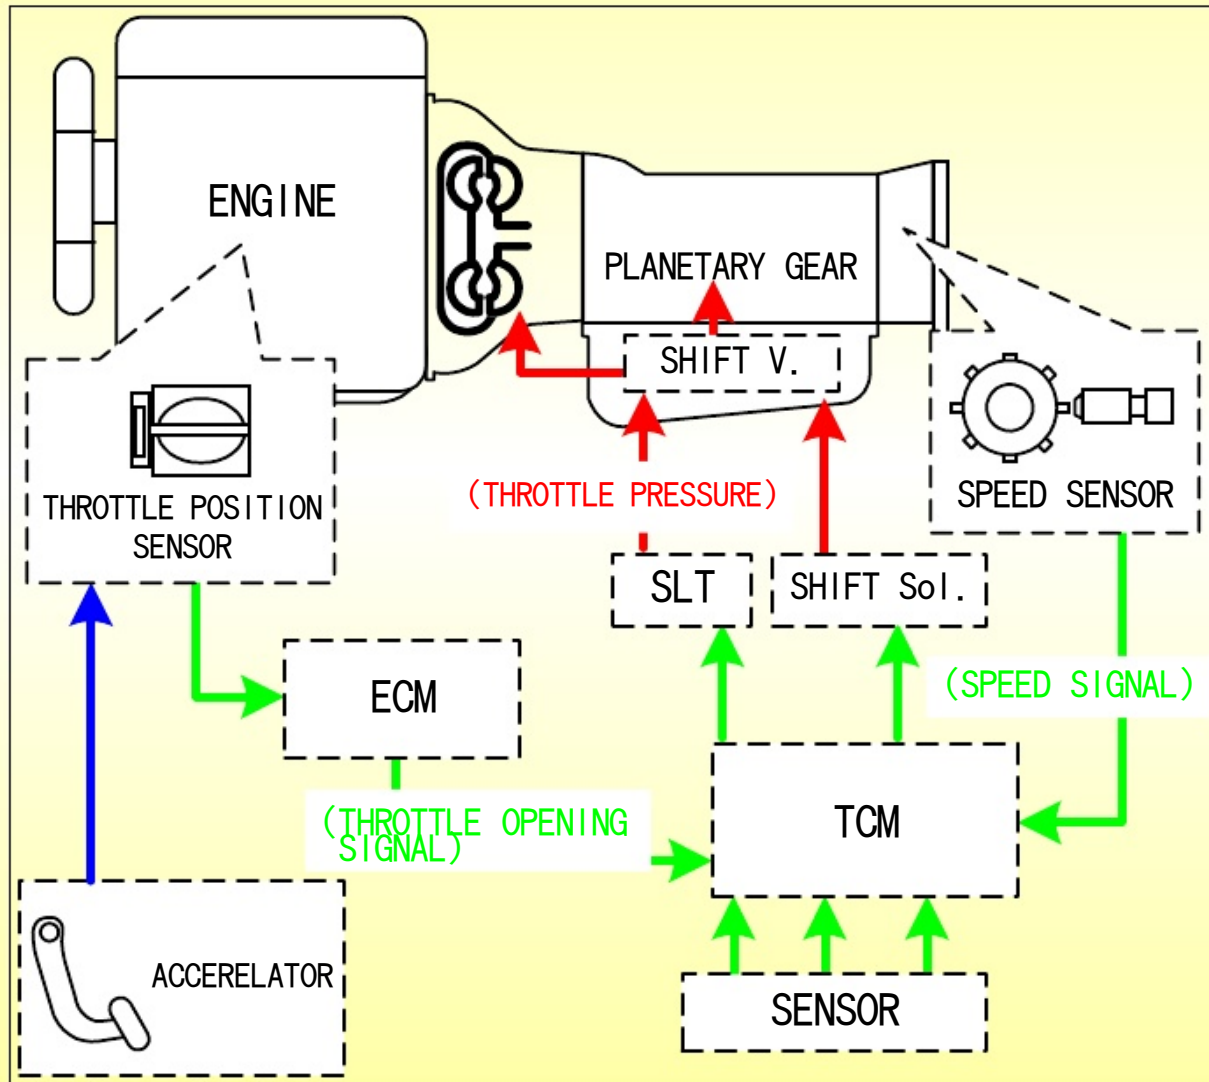 ENGINE
PLANETARY GEAR
SHIFT V.
THROTTLE POSITION
SENSOR
(THROTTLE PRESSURE)
SPEED SENSOR
SLT
SHIFT Sol.
ECM
(SPEED SIGNAL)
(THROTTLE OPENING
SIGNAL)
TCM
ACCERELATOR
SENSOR